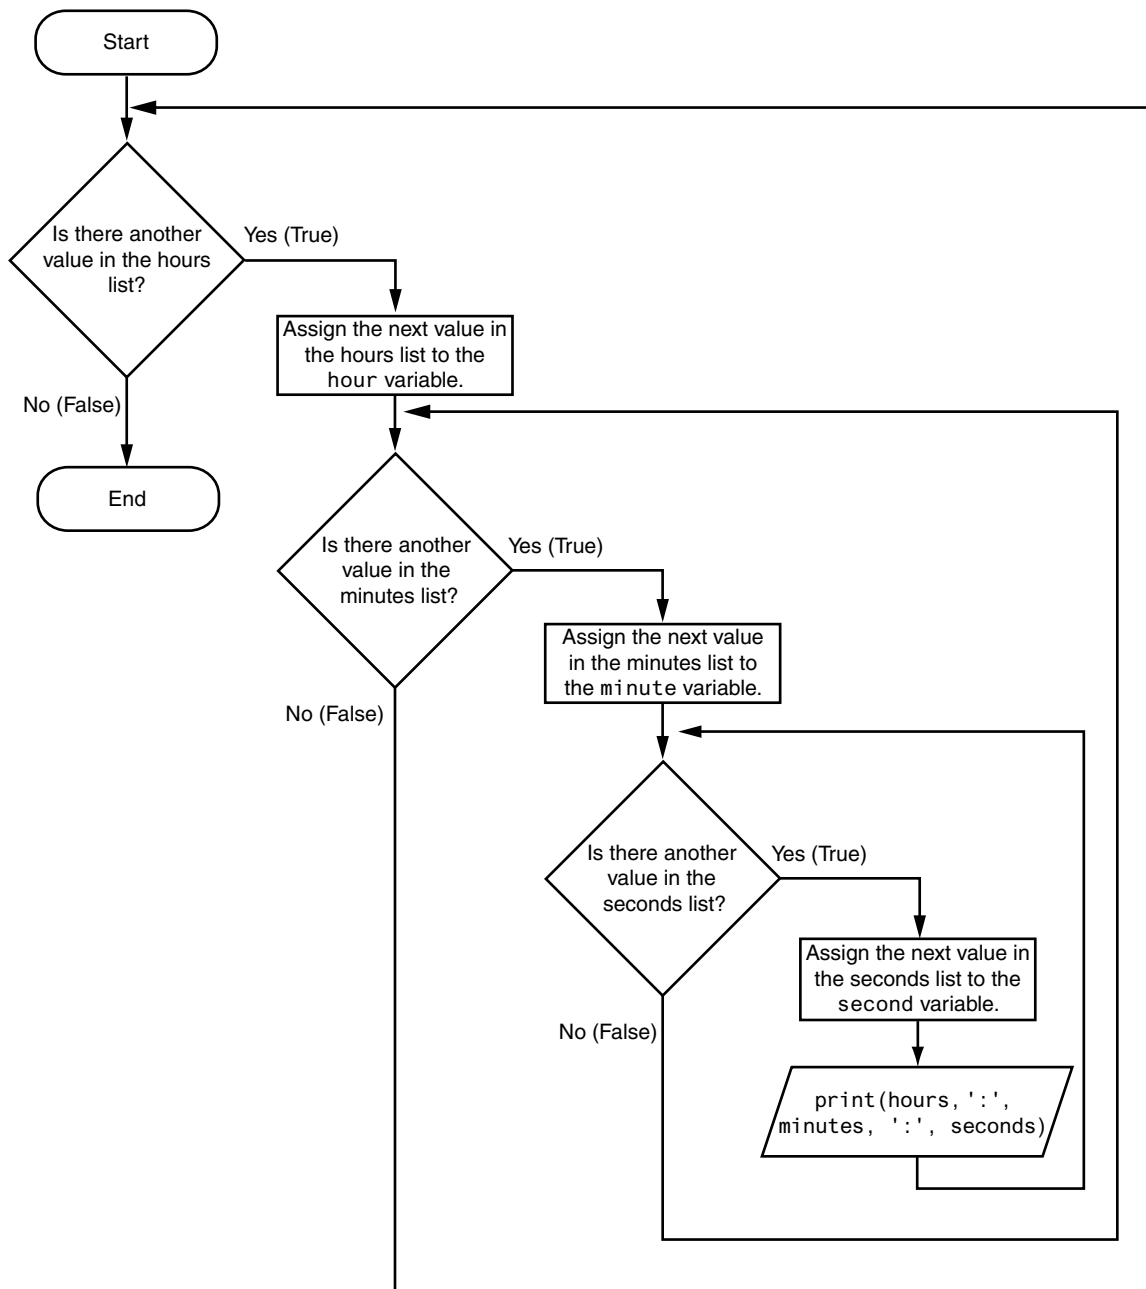 Start
Is there another
value in the hours
list?
Yes (True)
Assign the next value in
the hours list to the
hour variable.
No (False)
End
Is there another
value in the
minutes list?
Yes (True)
Assign the next value
in the minutes list to
the minute variable.
No (False)
Is there another
value in the
seconds list?
Yes (True)
Assign the next value in
the seconds list to the
second variable.
No (False)
print(hours, ':',
minutes, ':', seconds)